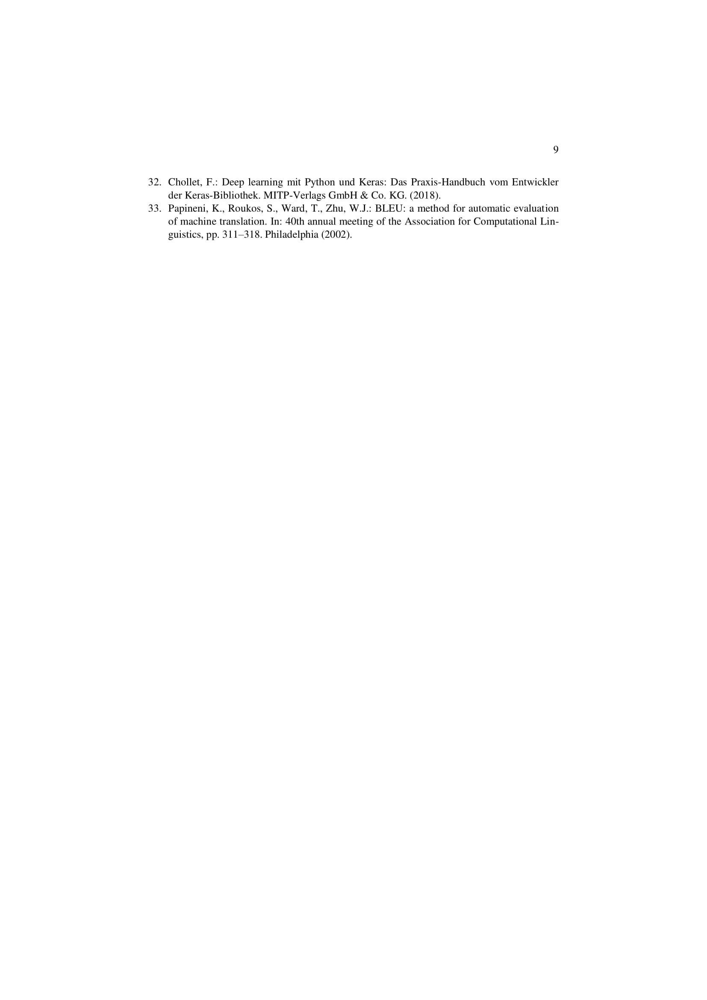 9
32. Chollet, F.: Deep learning mit Python und Keras: Das Praxis-Handbuch vom Entwickler
der Keras-Bibliothek. MITP-Verlags GmbH & Co. KG. (2018).
33. Papineni, K., Roukos, S., Ward, T., Zhu, W.J.: BLEU: a method for automatic evaluation
of machine translation. In: 40th annual meeting of the Association for Computational Lin-
guistics, pp. 311–318. Philadelphia (2002).